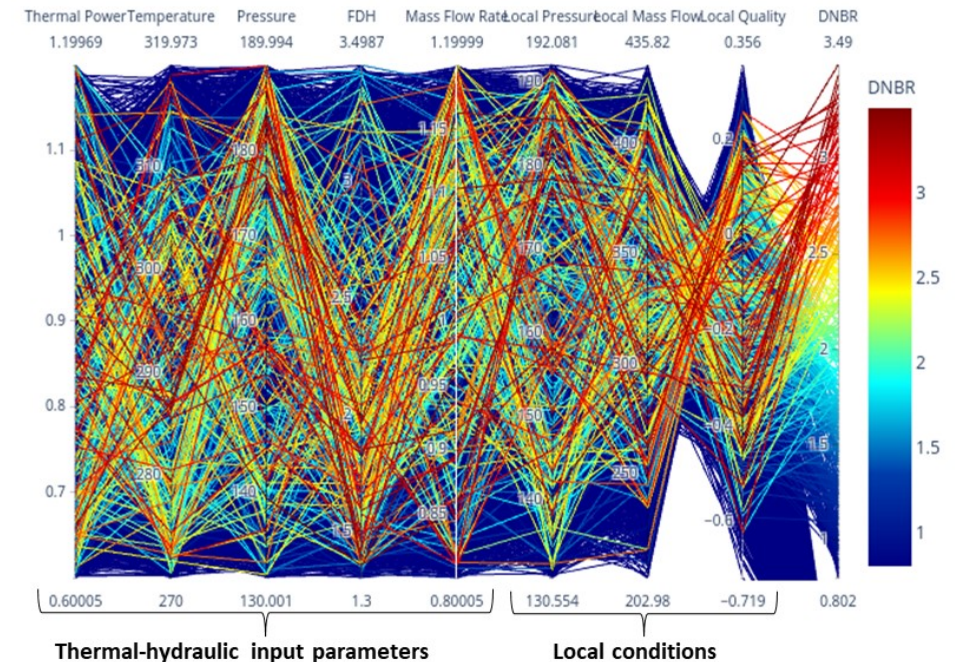 Thermal Power Temperature Pressure FDH Mass Flow Rate Local Pressure Local Mass Flow Local Quality DNBR
1.19969 319.973 189.994 3.4987 1.19999 192.081 435.82 0.356 3.49
DNBR
190
1.15 0.2
180 400
1.1 180
310 3
1.1 3
1 170 0
350 2.5
300 1.05 170
2.5
0.9 160 1 160 −0.2
2
290 0.95 300
0.8 150 2 150 −0.4
0.9 1.5
280 250
0.7 140 140
1.5 0.85 −0.6
3
2.5
2
1.5
1
0.60005 270 130.001 1.3 0.80005 130.554 202.98 −0.719 0.802
Thermal-hydraulic input parameters Local conditions